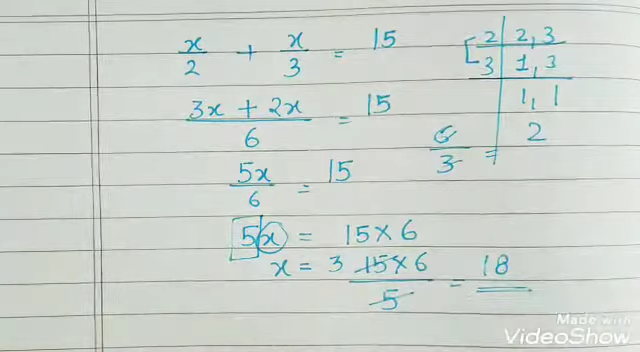 x/2 + x/3 = 15
3x + 2x/6 = 15
5x/6 = 15
5x = 15×6
x = 3 15×6/5 = 18
2 | 2, 3
3 | 1, 3
1, 1
6/3 = 2
Made with
VideoShow